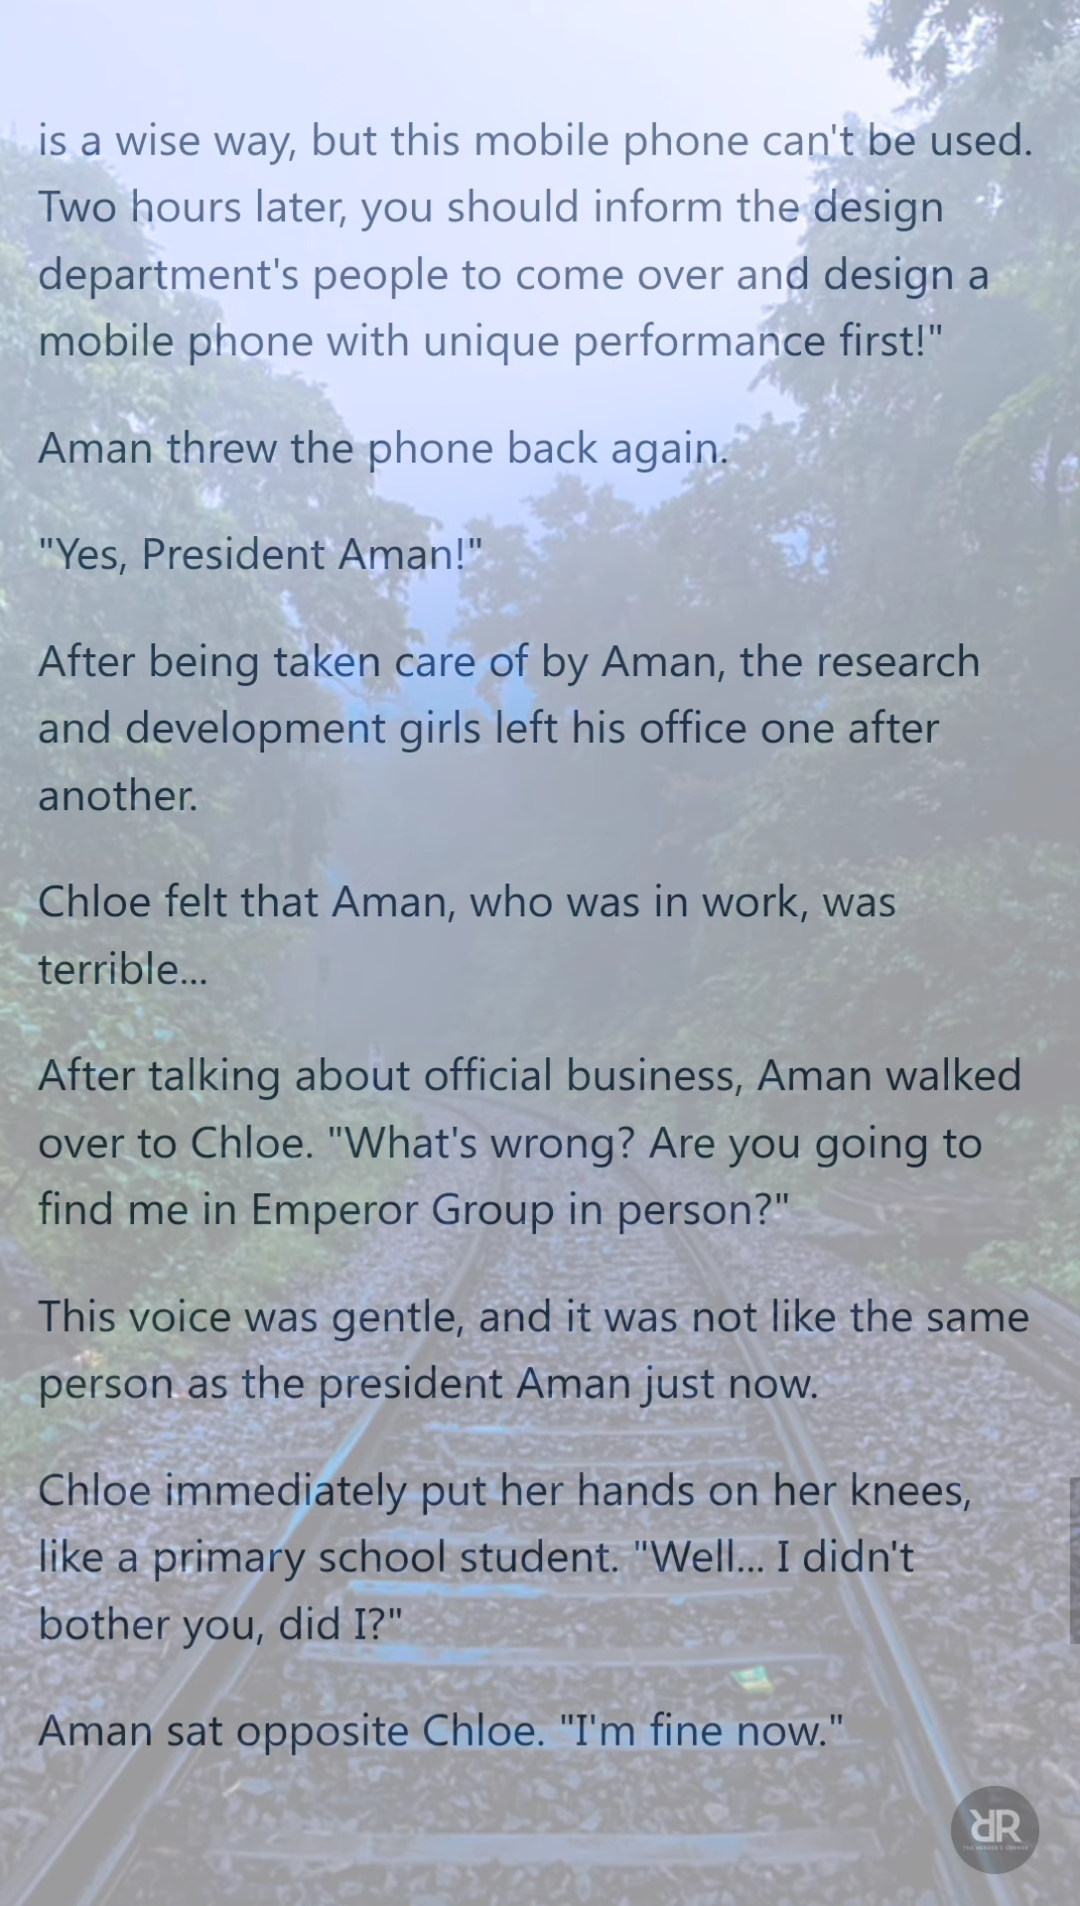 is a wise way, but this mobile phone can't be used.
Two hours later, you should inform the design
department's people to come over and design a
mobile phone with unique performance first!"
Aman threw the phone back again.
"Yes, President Aman!"
After being taken care of by Aman, the research
and development girls left his office one after
another.
Chloe felt that Aman, who was in work, was
terrible...
After talking about official business, Aman walked
over to Chloe. "What's wrong? Are you going to
find me in Emperor Group in person?"
This voice was gentle, and it was not like the same
person as the president Aman just now.
Chloe immediately put her hands on her knees,
like a primary school student. "Well... I didn't
bother you, did I?"
Aman sat opposite Chloe. "I'm fine now."
RR